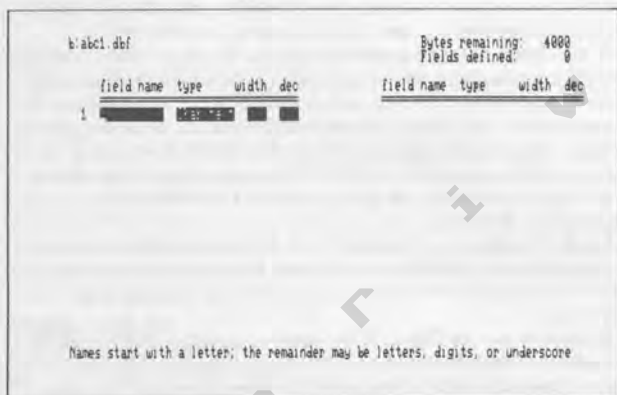 b:abc1.dbf Bytes remaining: 4000
Fields defined: 0
field name type width dec field name type width dec
1
Names start with a letter; the remainder may be letters, digits, or underscore